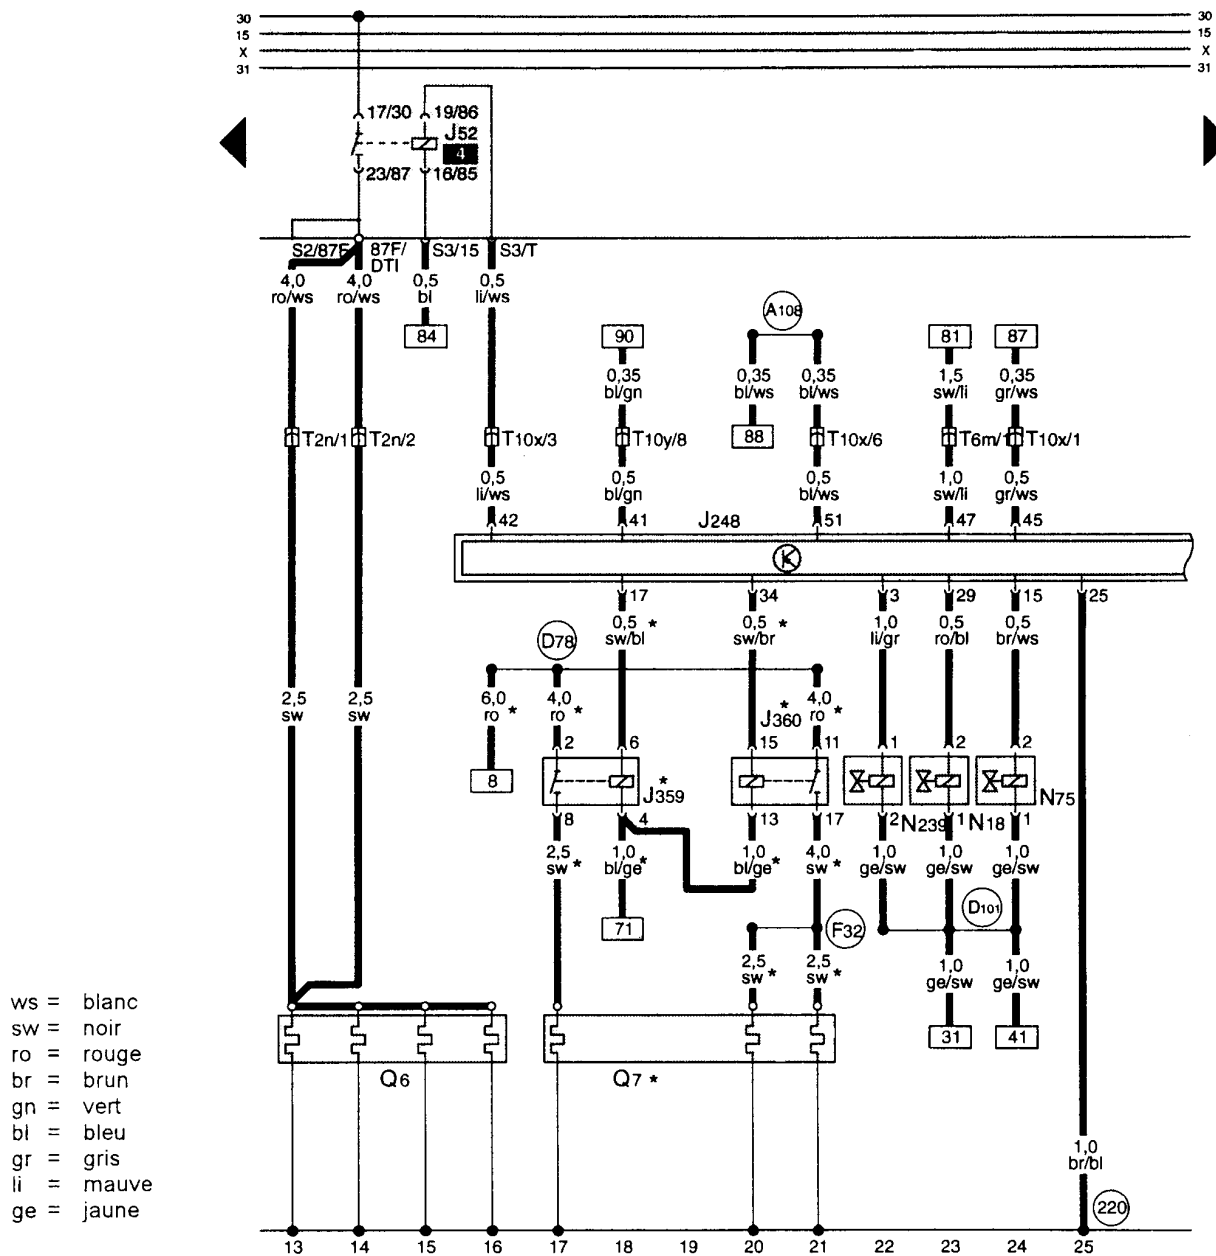 30 30
15 15
X X
31 31
17/30 19/86
J52
4
23/87 16/85
S2/87F 87F/ S3/15 S3/T
DTI
4,0 4,0 0,5 0,5
ro/ws ro/ws bl li/ws
A108
84 90 81 87
0,35 0,35 0,35 1,5 0,35
bl/gn bl/ws bl/ws sw/li gr/ws
T2n/1 T2n/2 T10x/3 T10y/8 88 T10x/6 T6m/1 T10x/1
0,5 0,5 0,5 1,0 0,5
li/ws bl/gn bl/ws sw/li gr/ws
42 41 J248 51 47 45
17 34 3 29 15 25
0,5 * 0,5 * 1,0 0,5 0,5
sw/bl sw/br li/gr ro/bl br/ws
D78
2,5 2,5 6,0 4,0 4,0
sw sw ro * ro * J360* ro *
2 6 15 11 1 2 2
8 J359* N75
8 4 13 17 2 N239 1 N18 1
2,5 1,0 1,0 4,0 1,0 1,0 1,0
sw * bl/ge* bl/ge* sw * ge/sw ge/sw ge/sw
71 F32 D101
2,5 2,5 1,0 1,0
sw * sw * ge/sw ge/sw
31 41
Q6 Q7 *
ws = blanc
sw = noir
ro = rouge
br = brun
gn = vert
bl = bleu
gr = gris
li = mauve
ge = jaune
1,0
br/bl
220
13 14 15 16 17 18 19 20 21 22 23 24 25